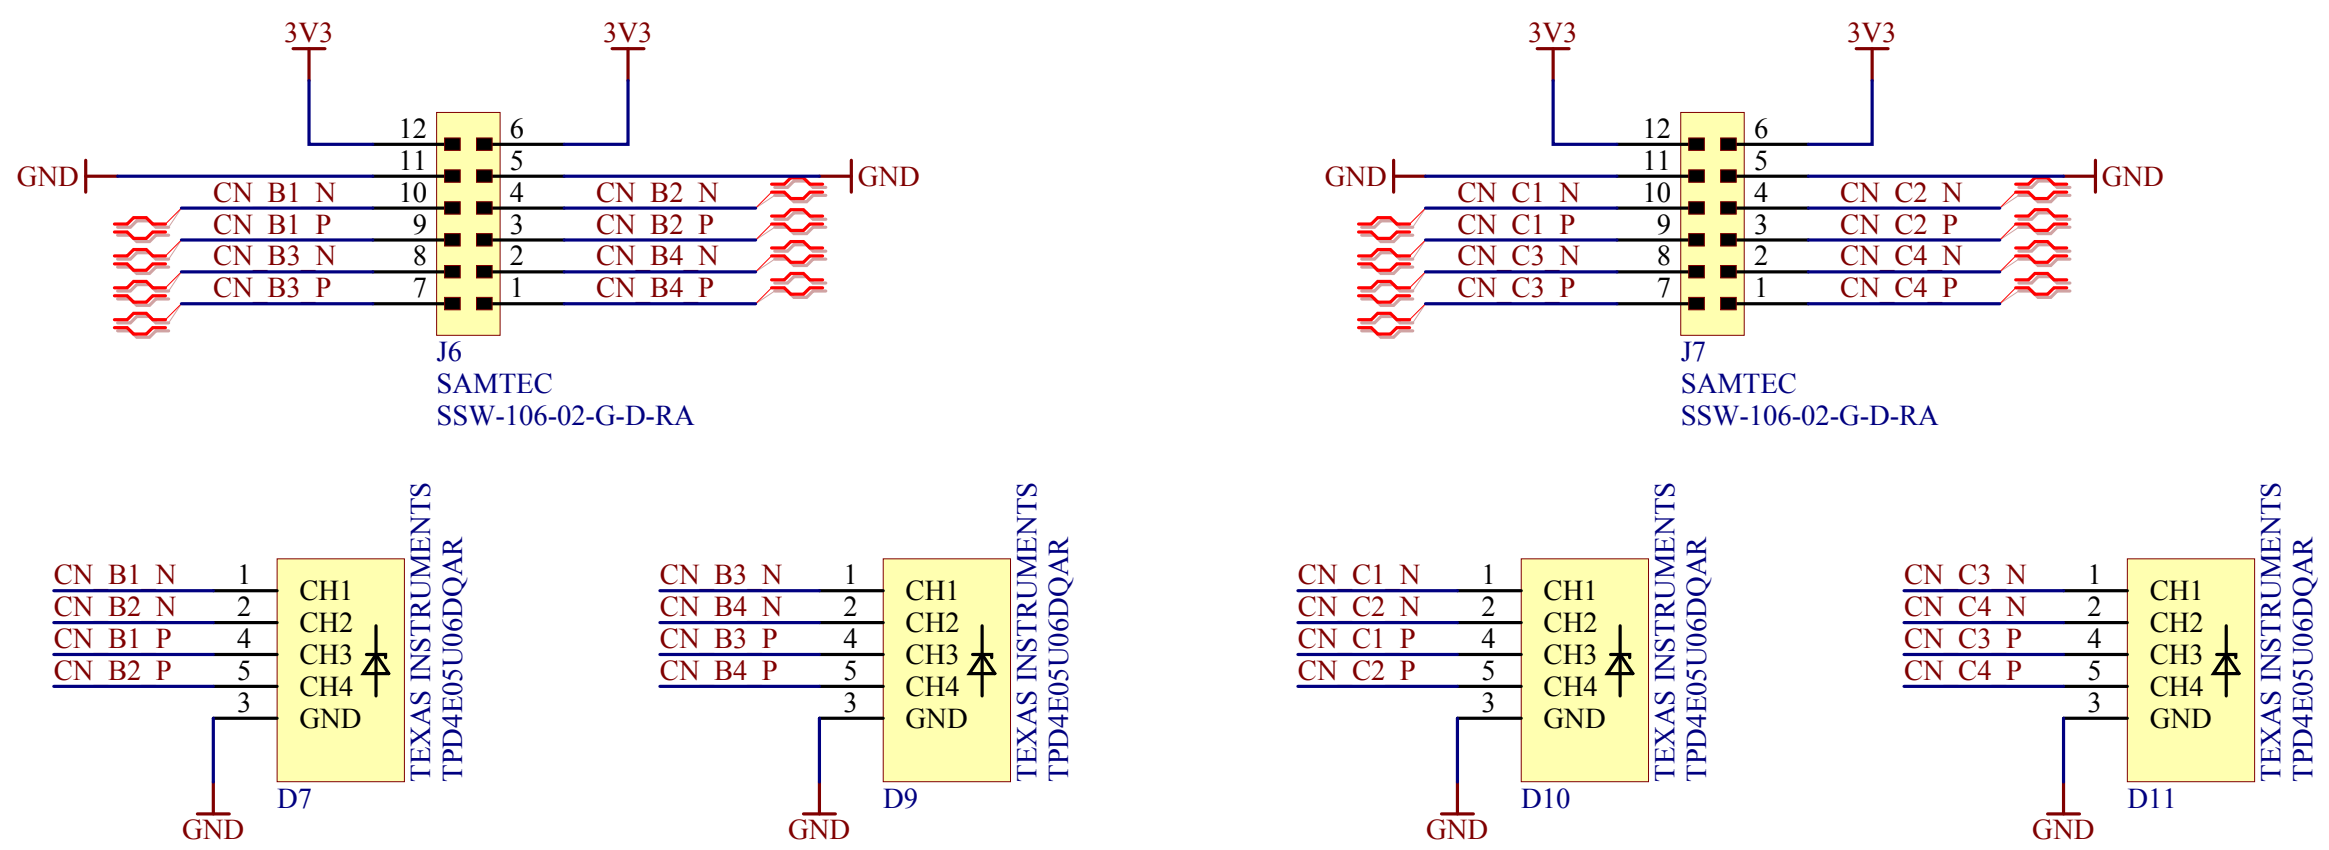 3V3
3V3
12
6
11
5
GND
GND
CN B1 N
10
4
CN B2 N
CN B1 P
9
3
CN B2 P
CN B3 N
8
2
CN B4 N
CN B3 P
7
1
CN B4 P
J6
SAMTEC
SSW-106-02-G-D-RA
3V3
3V3
12
6
11
5
GND
GND
CN C1 N
10
4
CN C2 N
CN C1 P
9
3
CN C2 P
CN C3 N
8
2
CN C4 N
CN C3 P
7
1
CN C4 P
J7
SAMTEC
SSW-106-02-G-D-RA
CN B1 N
1
CH1
CN B2 N
2
CH2
CN B1 P
4
CH3
CN B2 P
5
CH4
3
GND
GND
D7
TEXAS INSTRUMENTS
TPD4E05U06DQAR
CN B3 N
1
CH1
CN B4 N
2
CH2
CN B3 P
4
CH3
CN B4 P
5
CH4
3
GND
GND
D9
TEXAS INSTRUMENTS
TPD4E05U06DQAR
CN C1 N
1
CH1
CN C2 N
2
CH2
CN C1 P
4
CH3
CN C2 P
5
CH4
3
GND
GND
D10
TEXAS INSTRUMENTS
TPD4E05U06DQAR
CN C3 N
1
CH1
CN C4 N
2
CH2
CN C3 P
4
CH3
CN C4 P
5
CH4
3
GND
GND
D11
TEXAS INSTRUMENTS
TPD4E05U06DQAR